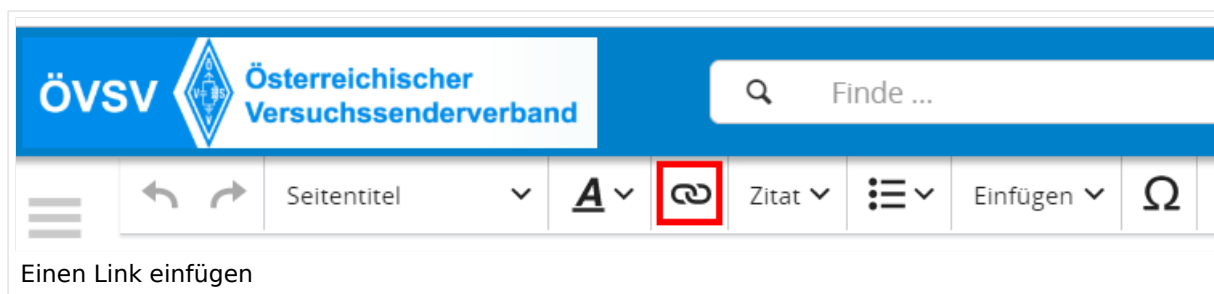 ÖVSV
Österreichischer
Versuchssenderverband
Finde ...
Seitentitel
A
Zitat
Einfügen
Ω
Einen Link einfügen